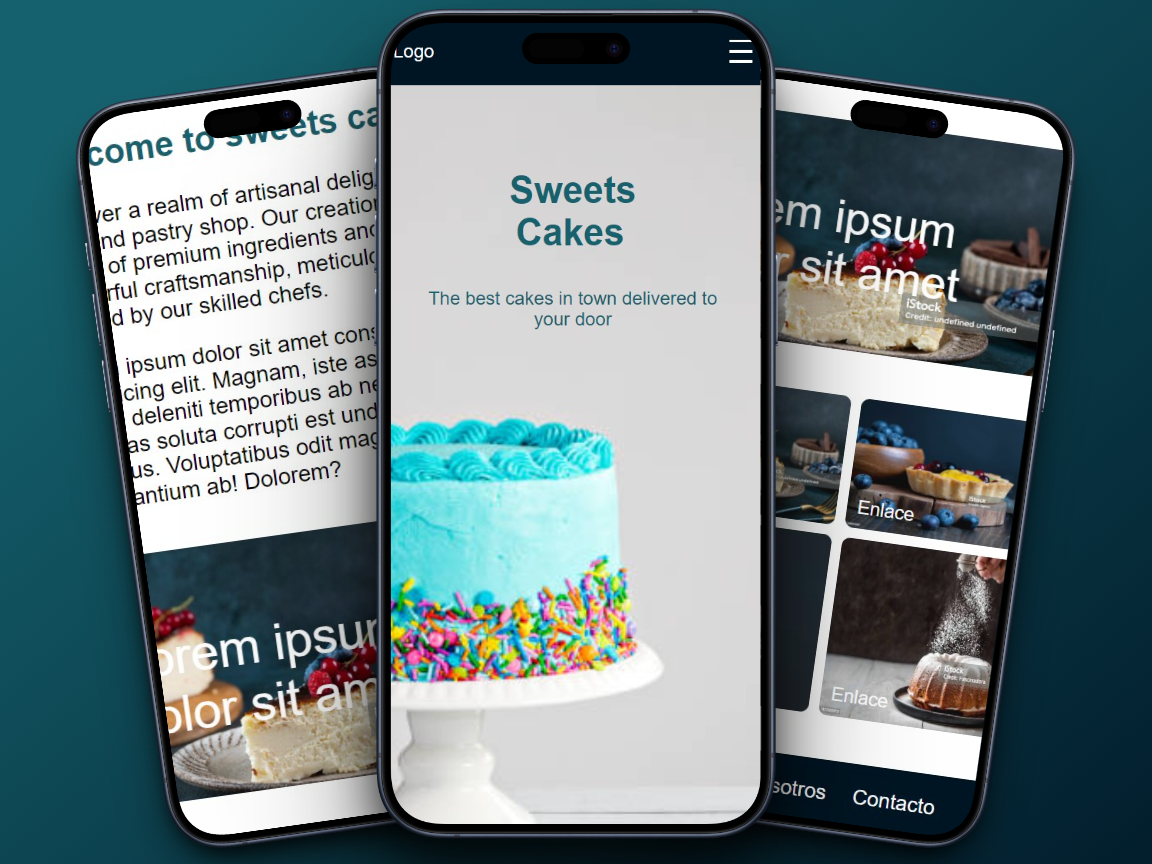 come to sweets ca
ver a realm of artisanal delig
nd pastry shop. Our creation
of premium ingredients and
rful craftsmanship, meticulo
d by our skilled chefs.
ipsum dolor sit amet cons
cing elit. Magnam, iste as
deleniti temporibus ab ne
as soluta corrupti est und
us. Voluptatibus odit mag
antium ab! Dolorem?
orem ipsum
olor sit am
Logo
Sweets
Cakes
The best cakes in town delivered to
your door
em ipsum
r sit amet
iStock
Credit: undefined undefined
Enlace
iStock
Enlace
iStock
sotros Contacto